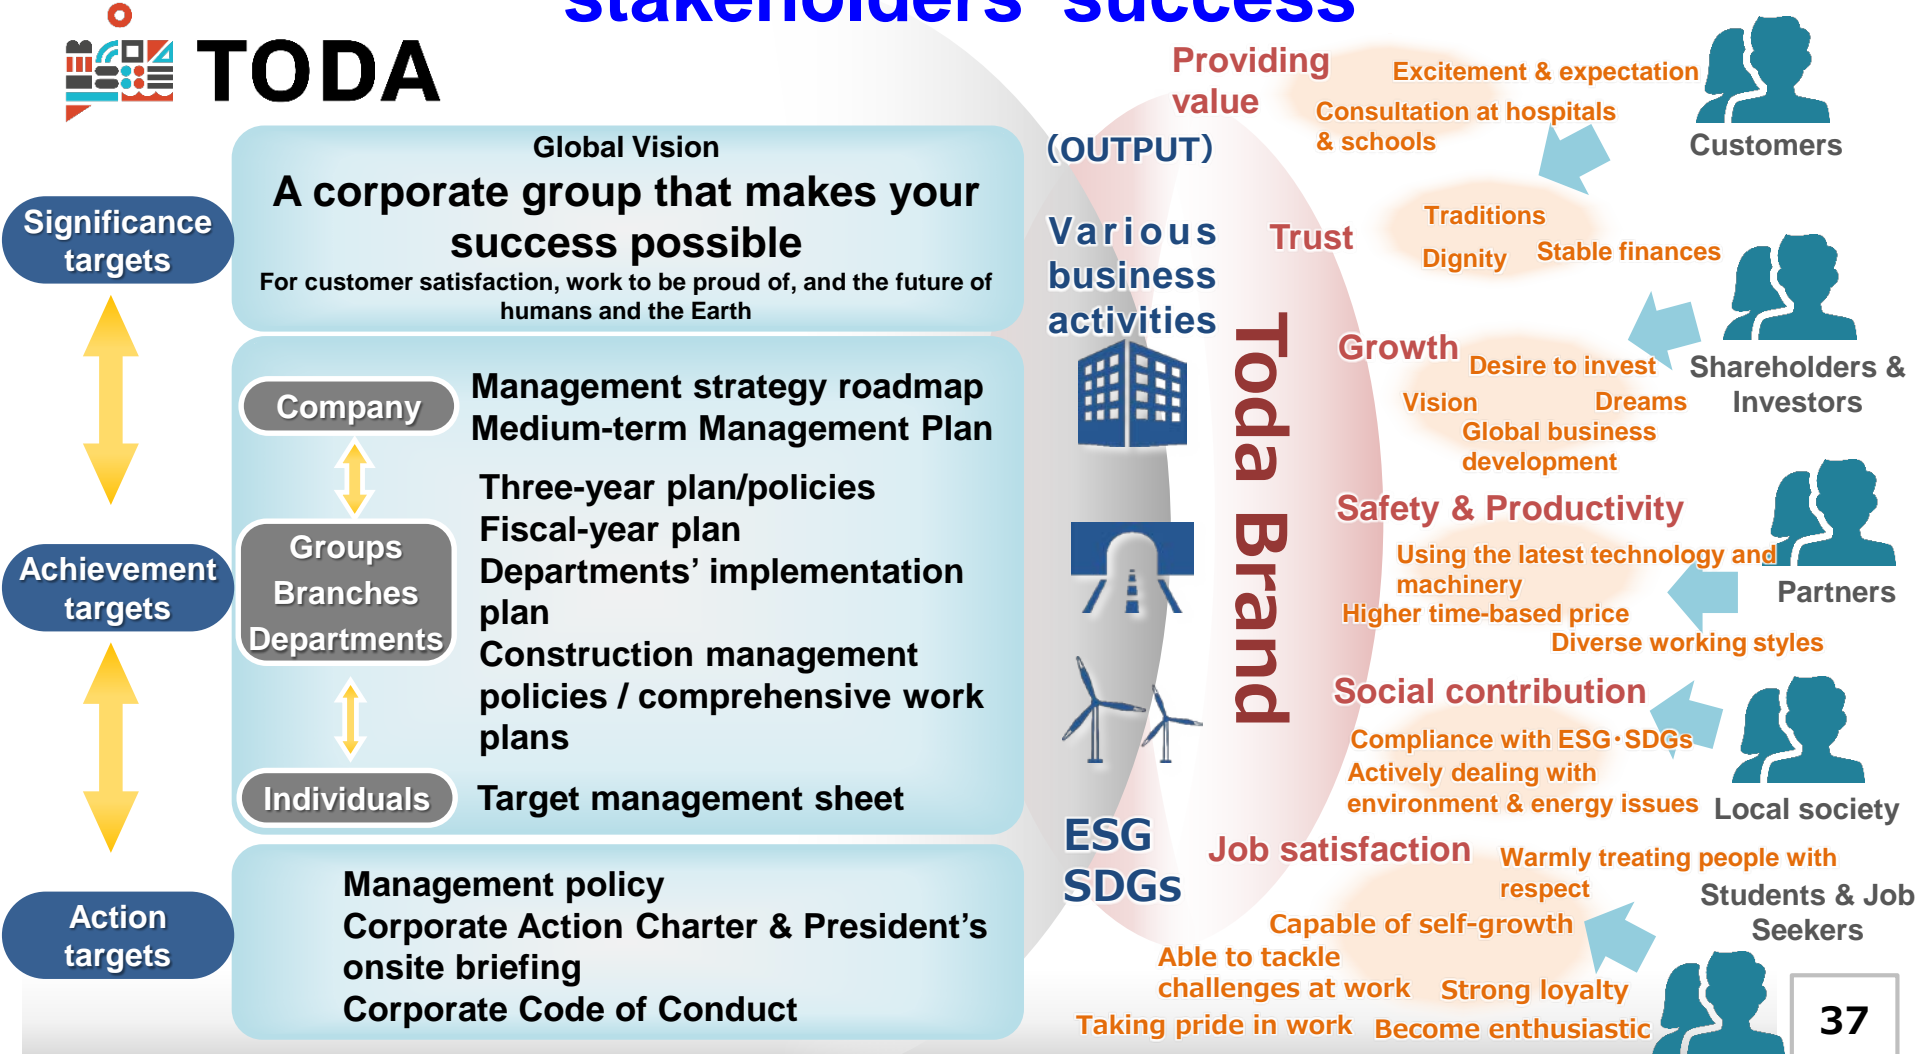 stakeholders' success
TODA
Global Vision
A corporate group that makes your
success possible
For customer satisfaction, work to be proud of, and the future of
humans and the Earth
Significance
targets
Company
Management strategy roadmap
Medium-term Management Plan
Achievement
targets
Groups
Branches
Departments
Three-year plan/policies
Fiscal-year plan
Departments’ implementation
plan
Construction management
policies / comprehensive work
plans
Individuals
Target management sheet
Action
targets
Management policy
Corporate Action Charter & President’s
onsite briefing
Corporate Code of Conduct
(OUTPUT)
Various
business
activities
ESG
SDGs
Toda Brand
Providing
value
Excitement & expectation
Consultation at hospitals
& schools
Customers
Trust
Traditions
Dignity
Stable finances
Shareholders &
Investors
Growth
Desire to invest
Vision
Dreams
Global business
development
Safety & Productivity
Using the latest technology and
machinery
Higher time-based price
Diverse working styles
Partners
Social contribution
Compliance with ESG・SDGs
Actively dealing with
environment & energy issues
Local society
Job satisfaction
Warmly treating people with
respect
Capable of self-growth
Able to tackle
challenges at work
Strong loyalty
Taking pride in work
Become enthusiastic
Students & Job
Seekers
37